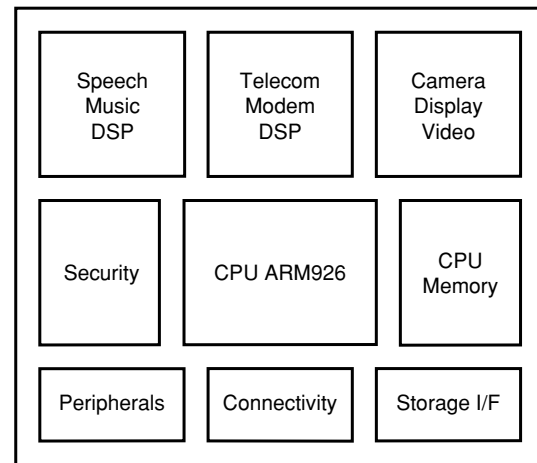 Speech
Music
DSP
Telecom
Modem
DSP
Camera
Display
Video
Security
CPU ARM926
CPU
Memory
Peripherals
Connectivity
Storage I/F